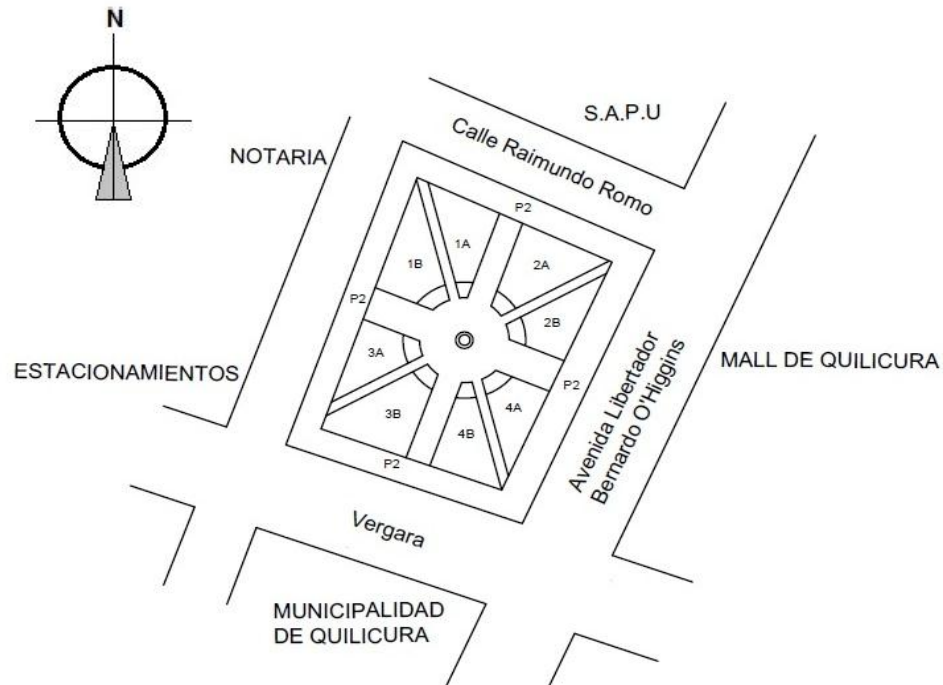 N
S.A.P.U
Calle Raimundo Romo
NOTARIA
P2
1A
2A
1B
P2
2B
3A
ESTACIONAMIENTOS
MALL DE QUILICURA
P2
3B
4B
4A
P2
Avenida Libertador
Bernardo O'Higgins
Vergara
MUNICIPALIDAD
DE QUILICURA